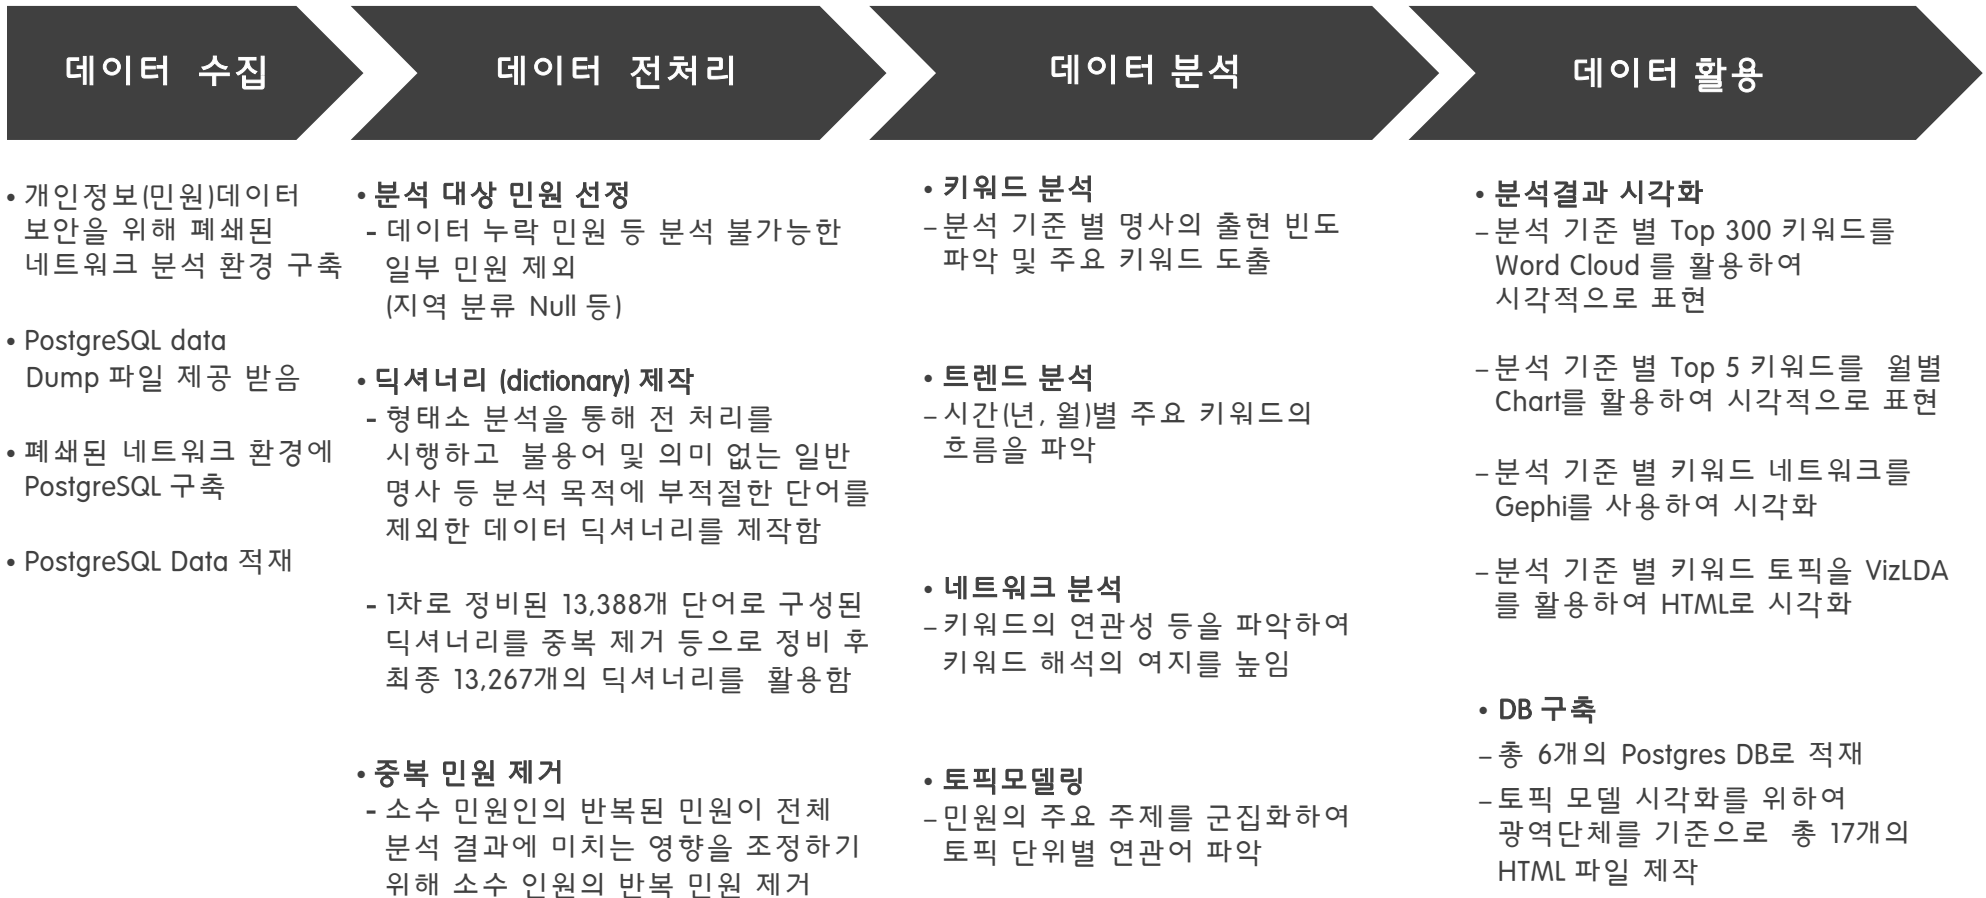 데이터 수집
데이터 전처리
데이터 분석
데이터 활용
• 개인정보(민원)데이터
보안을 위해 폐쇄된
네트워크 분석 환경 구축
• PostgreSQL data
Dump 파일 제공 받음
• 폐쇄된 네트워크 환경에
PostgreSQL 구축
• PostgreSQL Data 적재
• 분석 대상 민원 선정
- 데이터 누락 민원 등 분석 불가능한
일부 민원 제외
(지역 분류 Null 등)
• 딕셔너리 (dictionary) 제작
- 형태소 분석을 통해 전 처리를
시행하고 불용어 및 의미 없는 일반
명사 등 분석 목적에 부적절한 단어를
제외한 데이터 딕셔너리를 제작함
- 1차로 정비된 13,388개 단어로 구성된
딕셔너리를 중복 제거 등으로 정비 후
최종 13,267개의 딕셔너리를 활용함
• 중복 민원 제거
- 소수 민원인의 반복된 민원이 전체
분석 결과에 미치는 영향을 조정하기
위해 소수 인원의 반복 민원 제거
• 키워드 분석
– 분석 기준 별 명사의 출현 빈도
파악 및 주요 키워드 도출
• 트렌드 분석
– 시간(년, 월)별 주요 키워드의
흐름을 파악
• 네트워크 분석
– 키워드의 연관성 등을 파악하여
키워드 해석의 여지를 높임
• 토픽모델링
– 민원의 주요 주제를 군집화하여
토픽 단위별 연관어 파악
• 분석결과 시각화
– 분석 기준 별 Top 300 키워드를
Word Cloud 를 활용하여
시각적으로 표현
– 분석 기준 별 Top 5 키워드를 월별
Chart를 활용하여 시각적으로 표현
– 분석 기준 별 키워드 네트워크를
Gephi를 사용하여 시각화
– 분석 기준 별 키워드 토픽을 VizLDA
를 활용하여 HTML로 시각화
• DB 구축
– 총 6개의 Postgres DB로 적재
– 토픽 모델 시각화를 위하여
광역단체를 기준으로 총 17개의
HTML 파일 제작